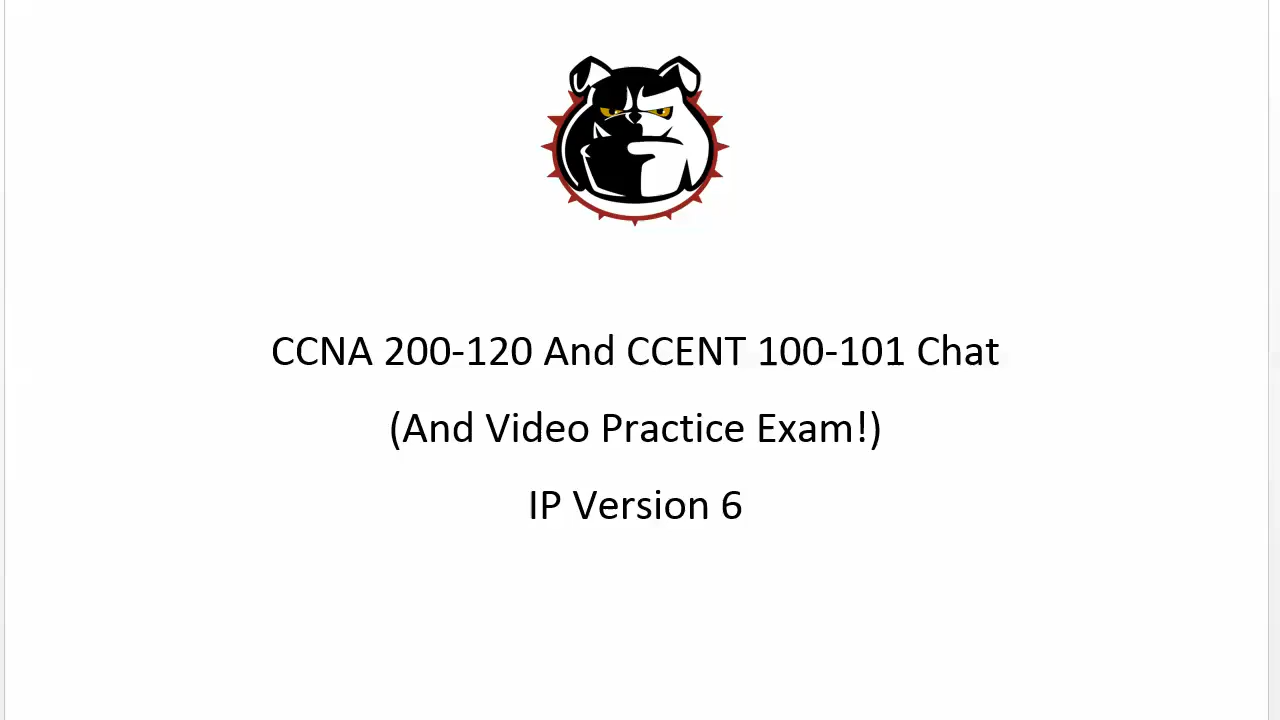 CCNA 200-120 And CCENT 100-101 Chat
(And Video Practice Exam!)
IP Version 6